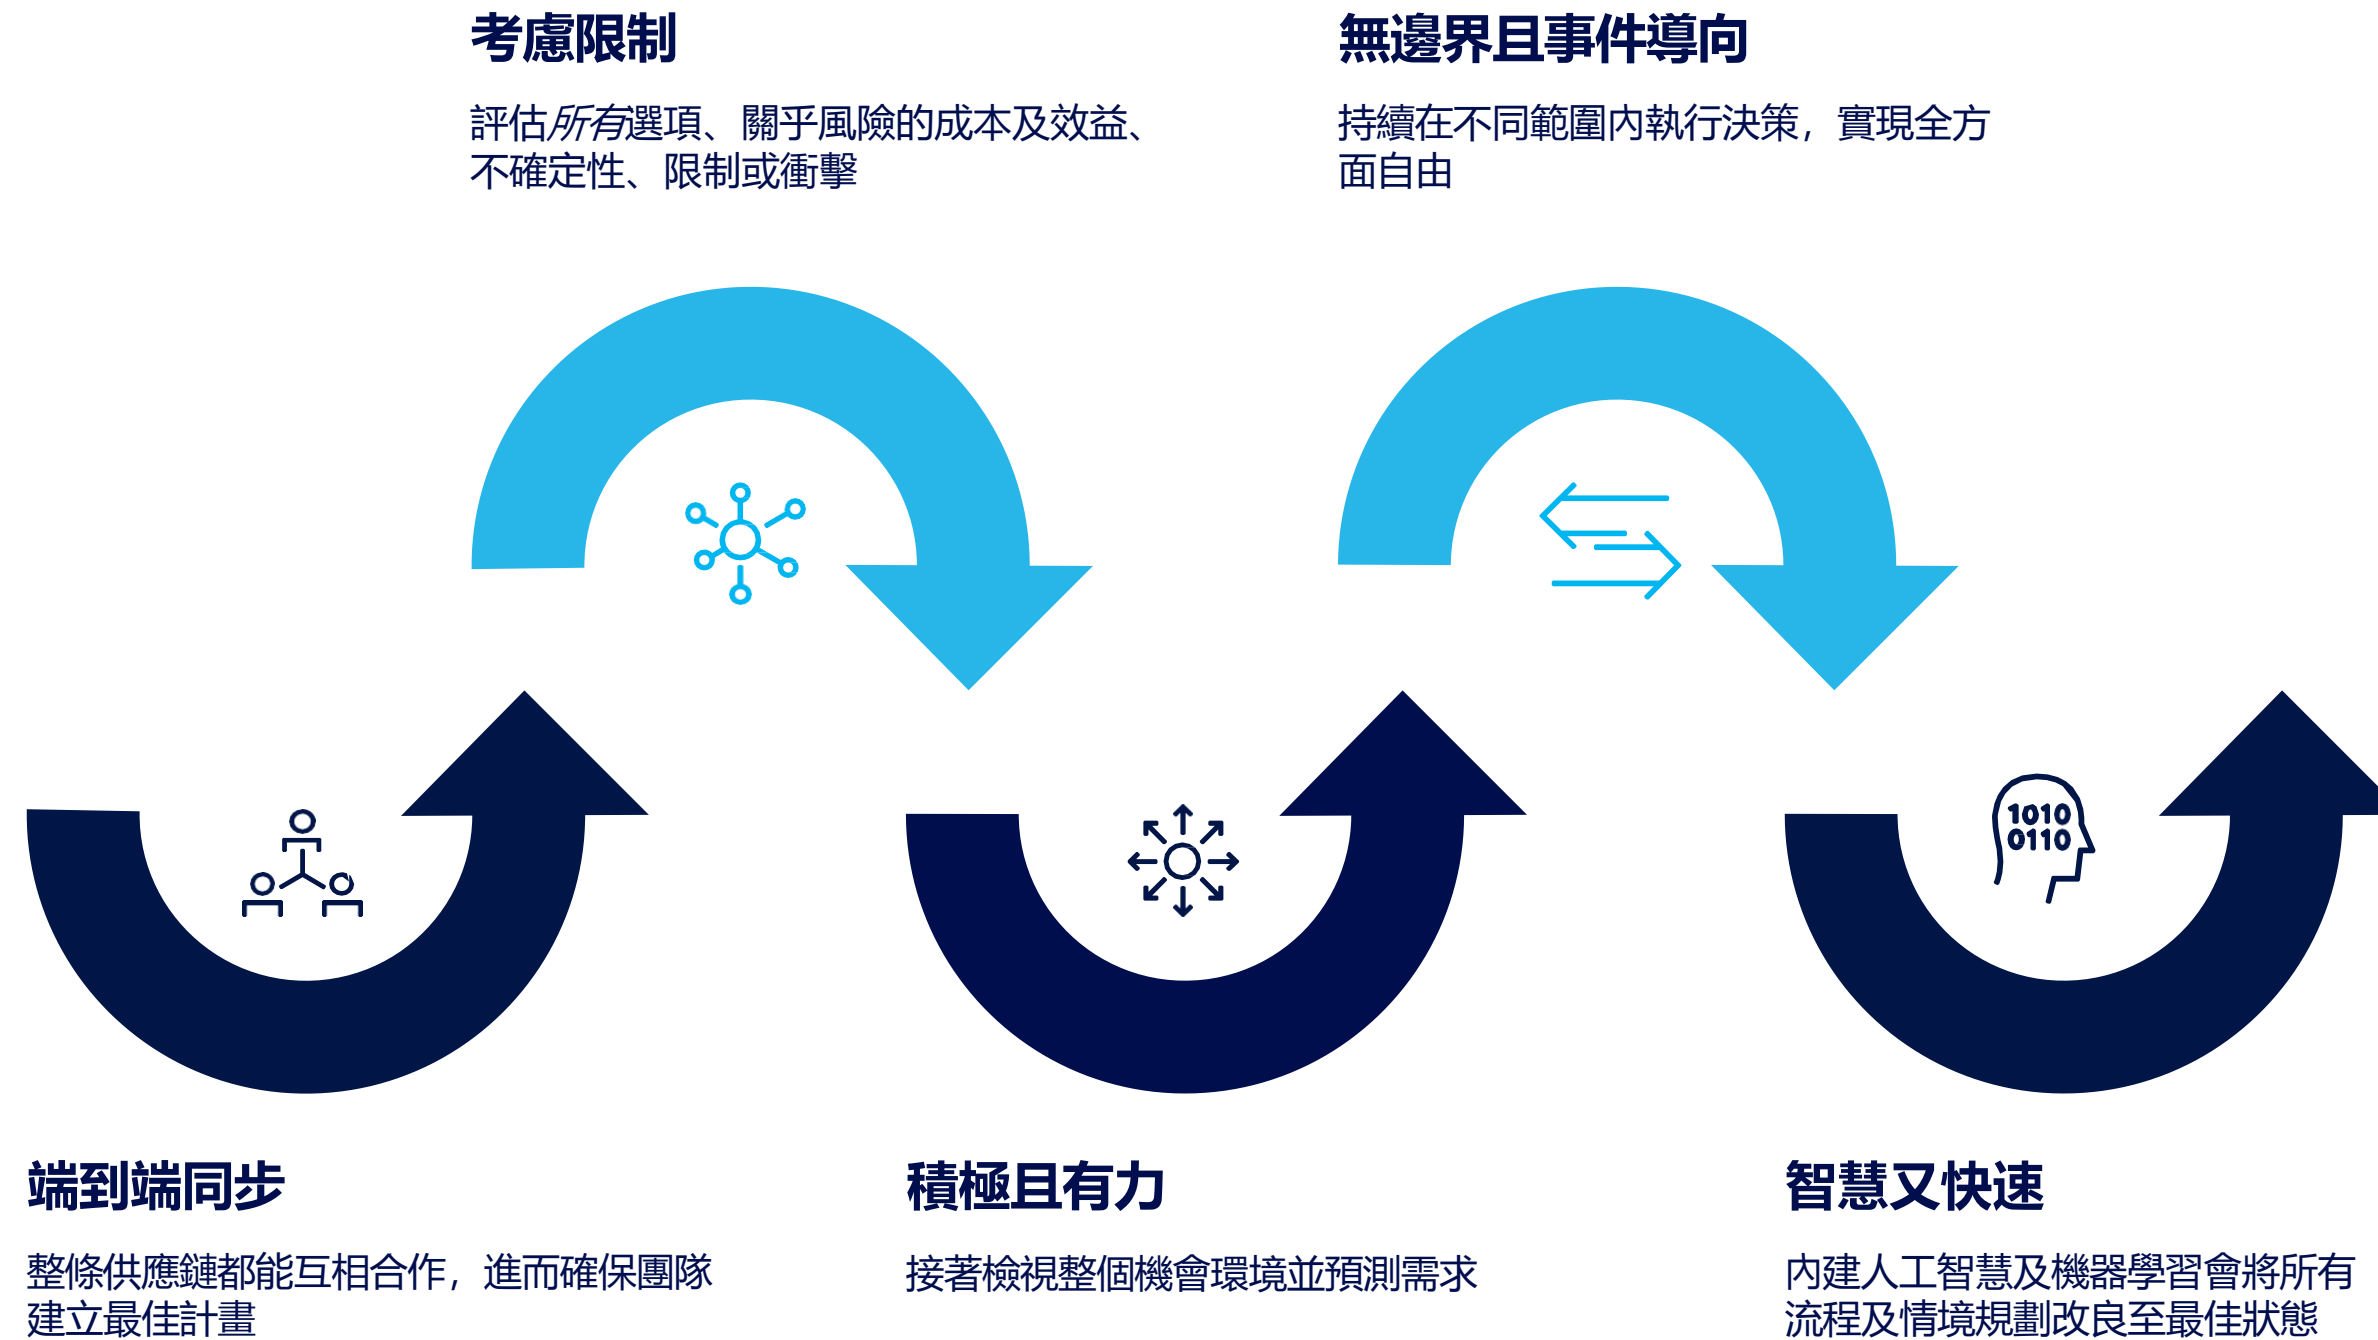 考慮限制
評估所有選項、關乎風險的成本及效益、
不確定性、限制或衝擊
無邊界且事件導向
持續在不同範圍內執行決策，實現全方
面自由
1010
0110
端到端同步
整條供應鏈都能互相合作，進而確保團隊
建立最佳計畫
積極且有力
接著檢視整個機會環境並預測需求
智慧又快速
內建人工智慧及機器學習會將所有
流程及情境規劃改良至最佳狀態